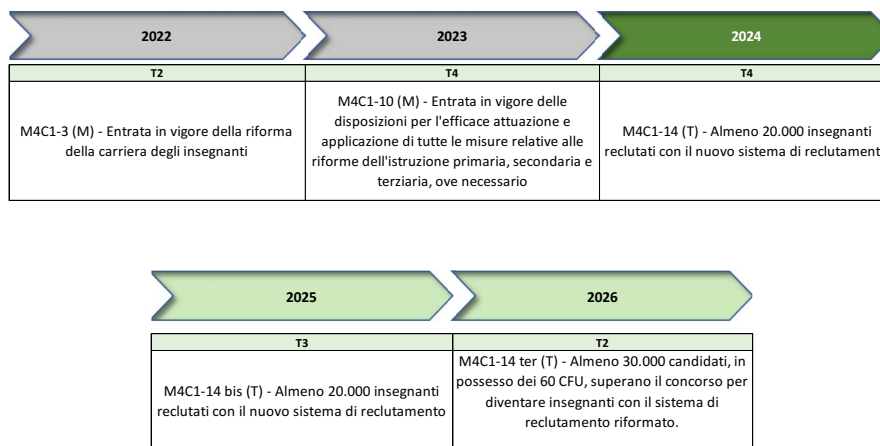 2022
2023
2024
T2
T4
T4
M4C1-3 (M) - Entrata in vigore della riforma
della carriera degli insegnanti
M4C1-10 (M) - Entrata in vigore delle
disposizioni per l'efficace attuazione e
applicazione di tutte le misure relative alle
riforme dell'istruzione primaria, secondaria e
terziaria, ove necessario
M4C1-14 (T) - Almeno 20.000 insegnanti
reclutati con il nuovo sistema di reclutament
2025
2026
T3
T2
M4C1-14 bis (T) - Almeno 20.000 insegnanti
reclutati con il nuovo sistema di reclutamento
M4C1-14 ter (T) - Almeno 30.000 candidati, in
possesso dei 60 CFU, superano il concorso per
diventare insegnanti con il sistema di
reclutamento riformato.